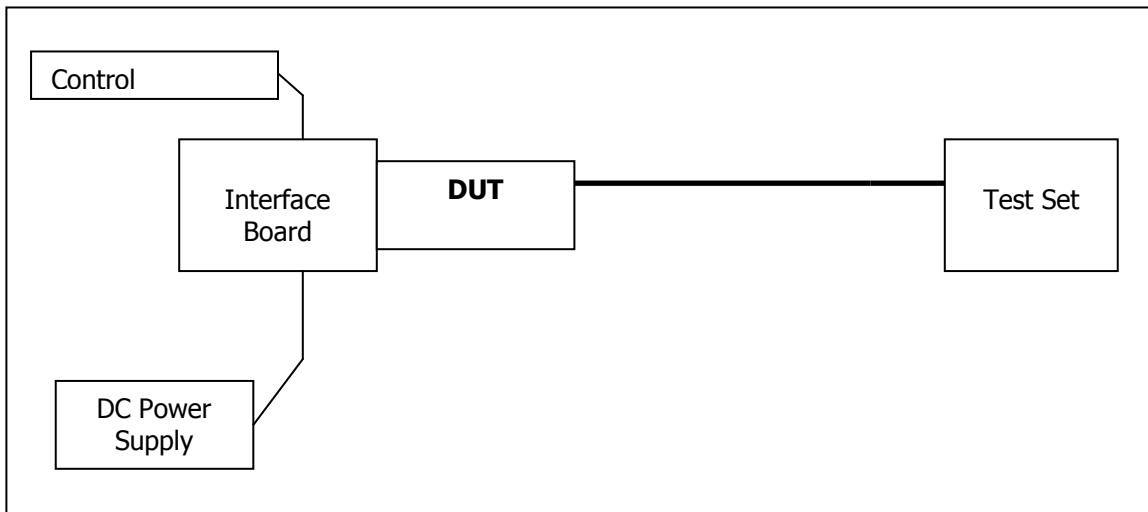 Control
Interface
Board
DUT
Test Set
DC Power
Supply